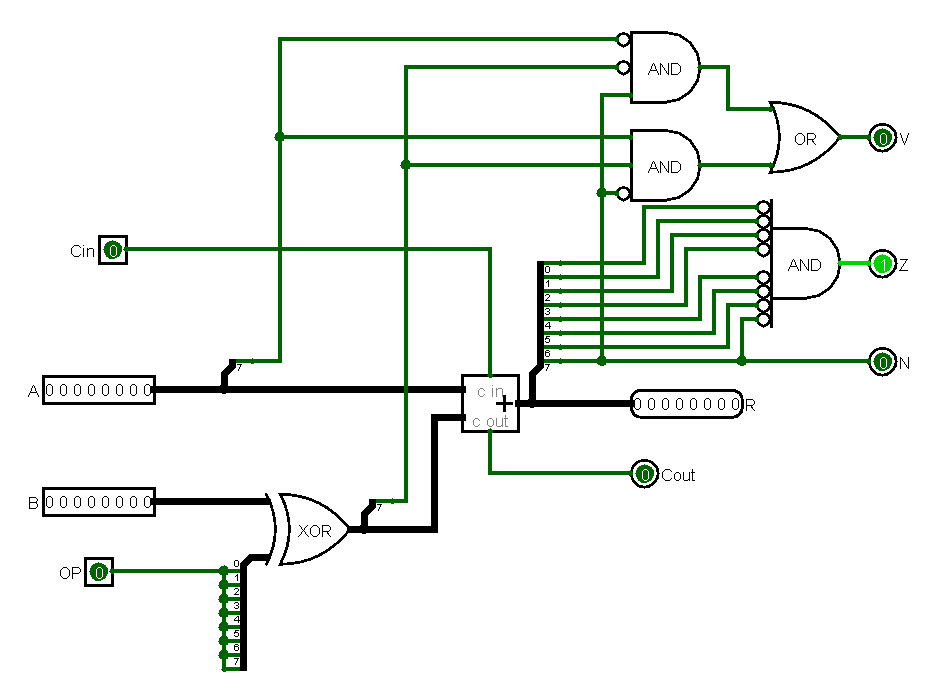 AND
OR
0 V
AND
Cin 0
AND
1 Z
0
1
2
3
4
5
6
7
0 N
7
A 0 0 0 0 0 0 0 0
c in
+
c out
0 0 0 0 0 0 0 0 R
0 Cout
B 0 0 0 0 0 0 0 0
7
XOR
OP 0
0
1
2
3
4
5
6
7